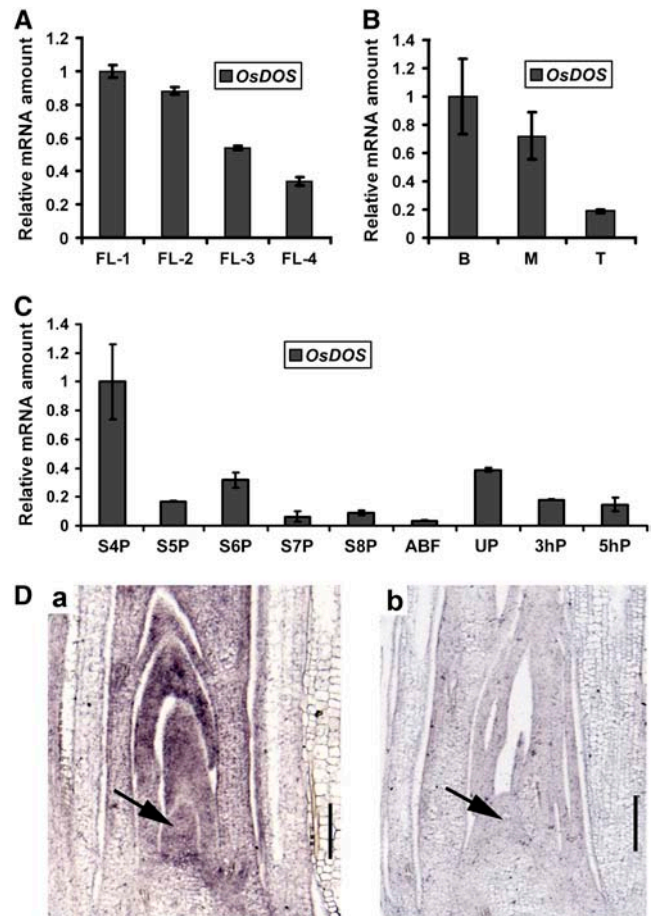 A
Relative mRNA amount
1.2
1
0.8
0.6
0.4
0.2
0
OsDOS
FL-1 FL-2 FL-3 FL-4
B
Relative mRNA amount
1.4
1.2
1
0.8
0.6
0.4
0.2
0
OsDOS
B M T
C
Relative mRNA amount
1.4
1.2
1
0.8
0.6
0.4
0.2
0
OsDOS
S4P S5P S6P S7P S8P ABF UP 3hP 5hP
D a
b